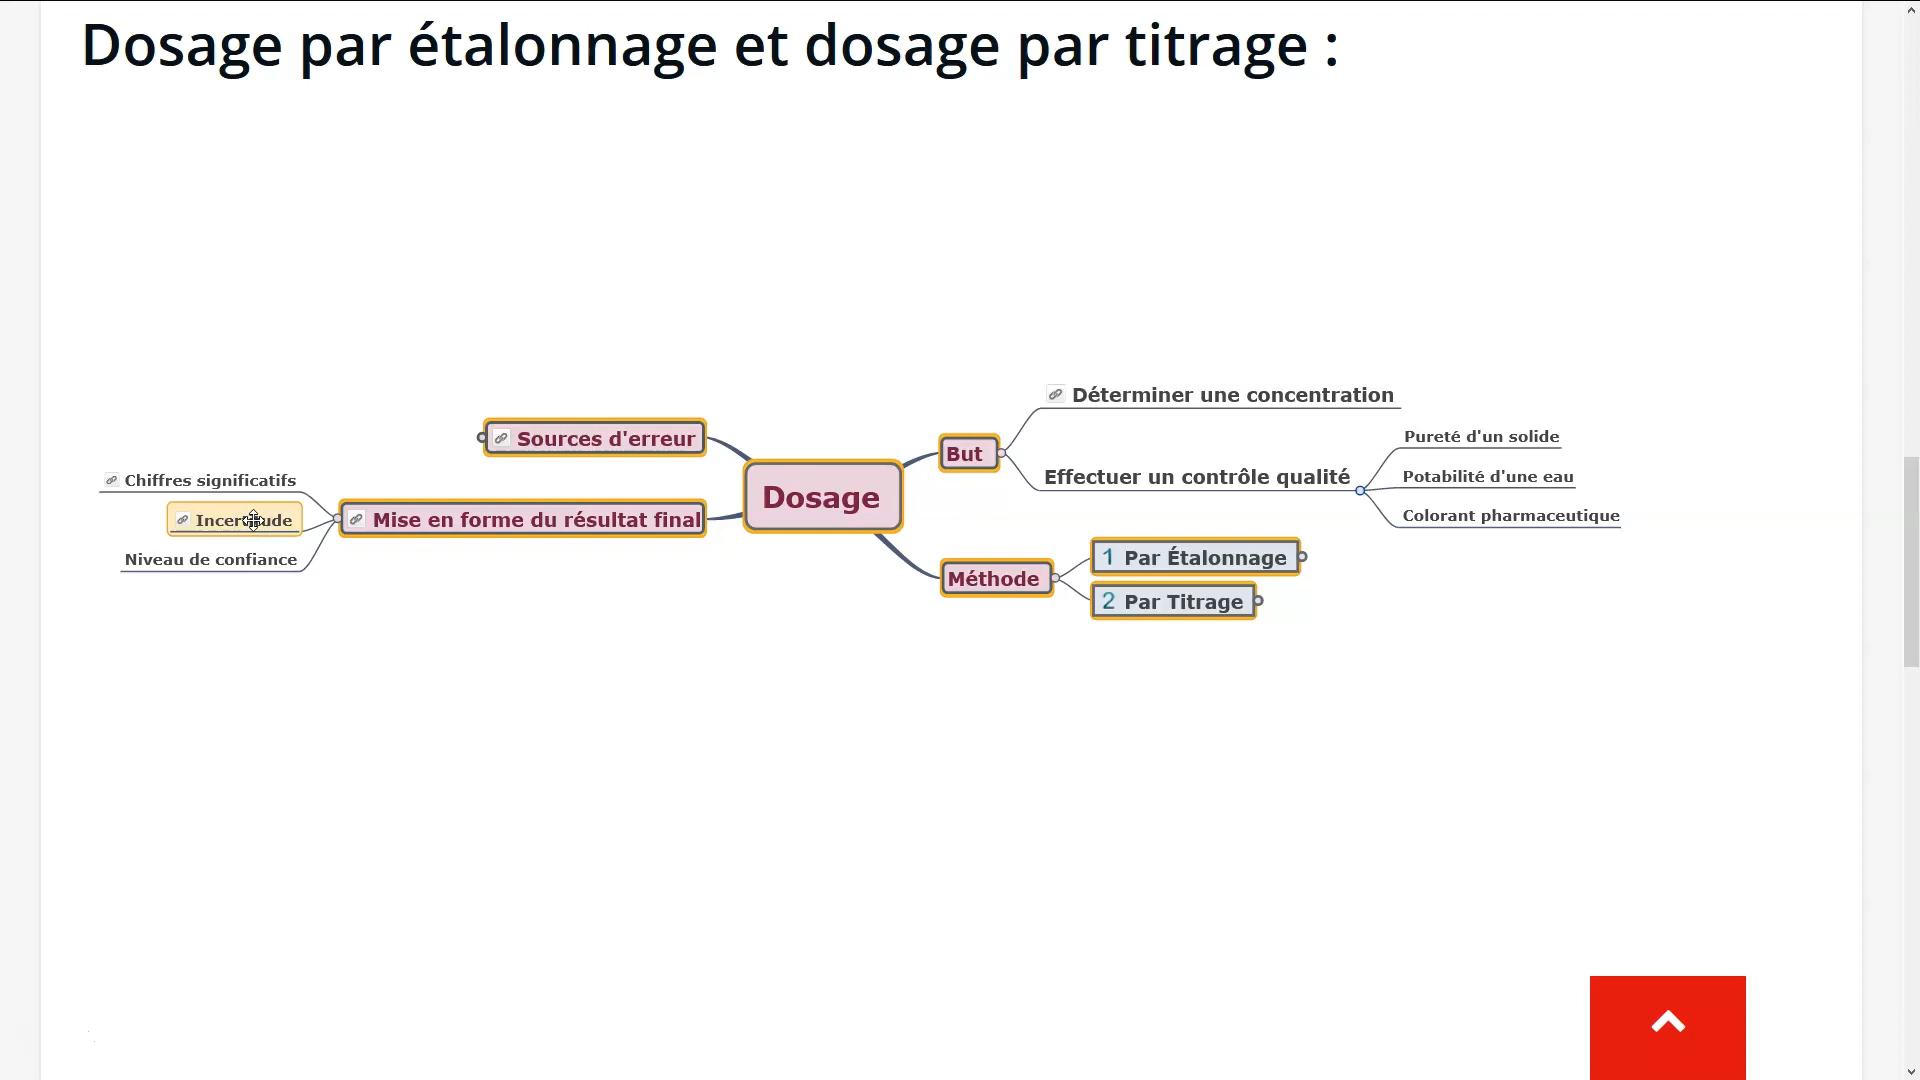 Dosage par étalonnage et dosage par titrage :
Déterminer une concentration
Sources d'erreur
But
Pureté d'un solide
Effectuer un contrôle qualité
Potabilité d'une eau
Colorant pharmaceutique
Chiffres significatifs
Dosage
Incertitude
Mise en forme du résultat final
Niveau de confiance
Méthode
1 Par Étalonnage
2 Par Titrage